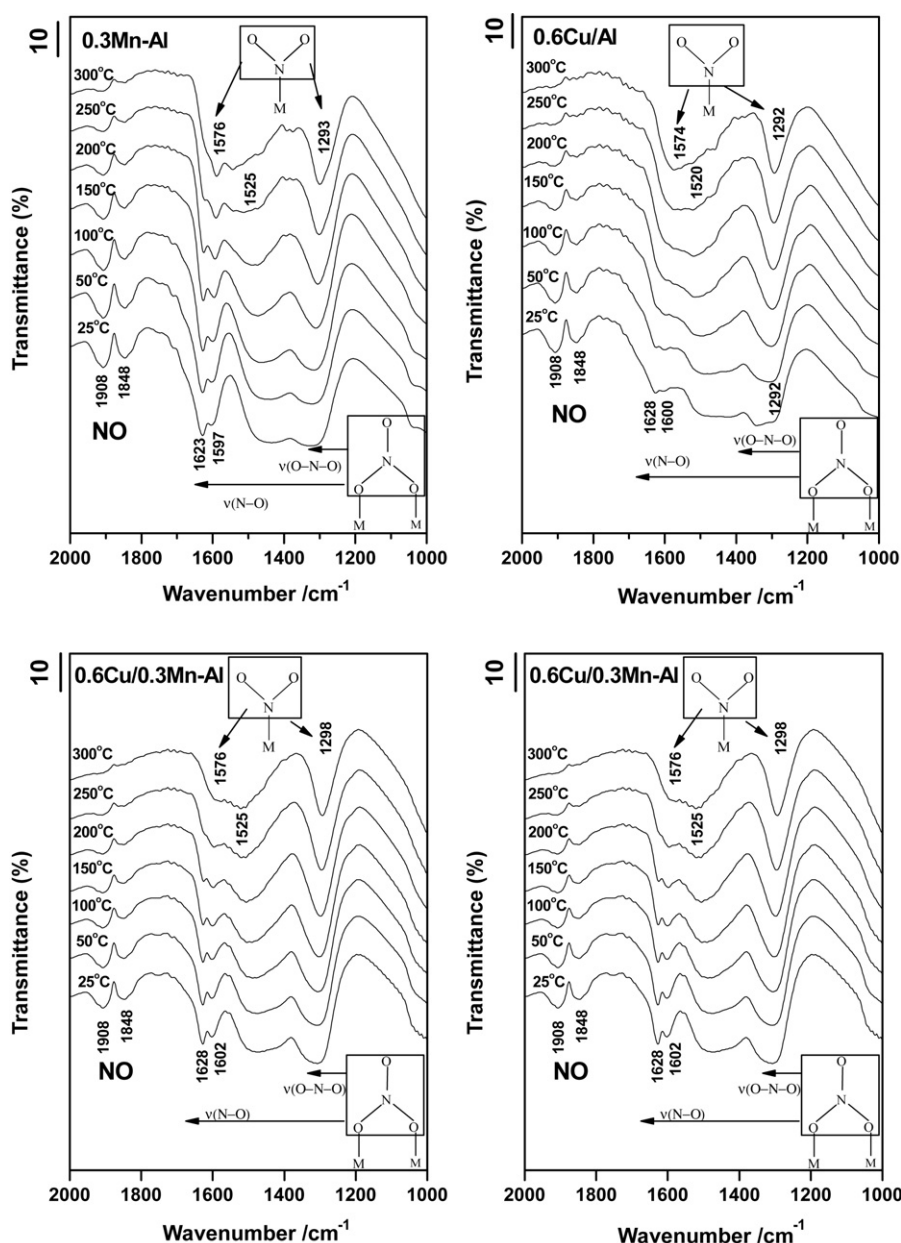 10
0.3Mn-Al
O O
N
M
300°C
250°C
200°C
150°C
100°C
50°C
25°C
1576
1293
1525
1908
1848
NO
1623
1597
ν(O−N−O)
ν(N−O)
O
N
O O
M M
Transmittance (%)
2000 1800 1600 1400 1200 1000
Wavenumber /cm-1
10
0.6Cu/Al
O O
N
M
300°C
250°C
200°C
150°C
100°C
50°C
25°C
1574
1292
1520
1908
1848
NO
1628
1600
1292
ν(O−N−O)
ν(N−O)
O
N
O O
M M
Transmittance (%)
2000 1800 1600 1400 1200 1000
Wavenumber /cm-1
10
0.6Cu/0.3Mn-Al
O O
N
M
300°C
250°C
200°C
150°C
100°C
50°C
25°C
1576
1298
1525
1908
1848
NO
1628
1602
ν(O−N−O)
ν(N−O)
O
N
O O
M M
Transmittance (%)
2000 1800 1600 1400 1200 1000
Wavenumber /cm-1
10
0.6Cu/0.3Mn-Al
O O
N
M
300°C
250°C
200°C
150°C
100°C
50°C
25°C
1576
1298
1525
1908
1848
NO
1628
1602
ν(O−N−O)
ν(N−O)
O
N
O O
M M
Transmittance (%)
2000 1800 1600 1400 1200 1000
Wavenumber /cm-1